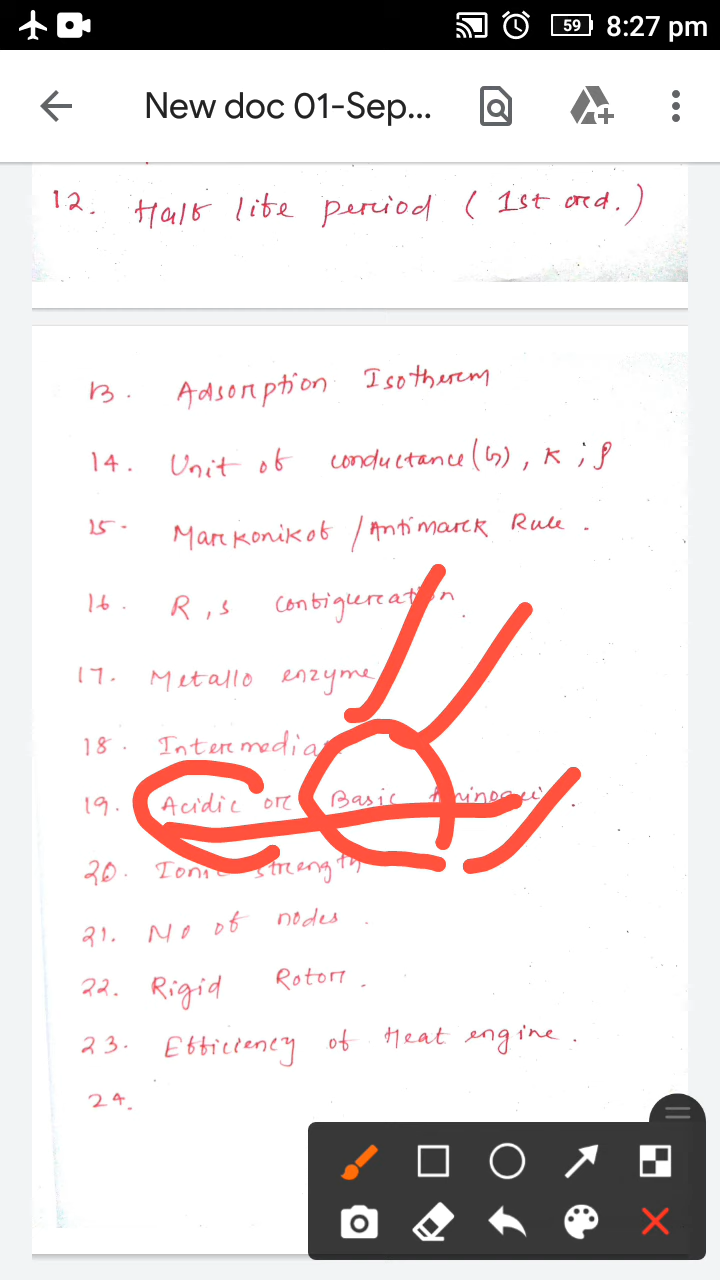 59 8:27 pm
New doc 01-Sep...
12. Half life period ( 1st ord.)
13. Adsorption Isotherm
14. Unit of conductance(G), K ; ρ
15. Markonikof / Antimark Rule.
16. R, S Configuration.
17. Metallo enzyme
18. Intermedia
19. Acidic or Basic
20. Ionic strength
21. No of nodes.
22. Rigid Rotor.
23. Efficiency of Heat engine.
24.